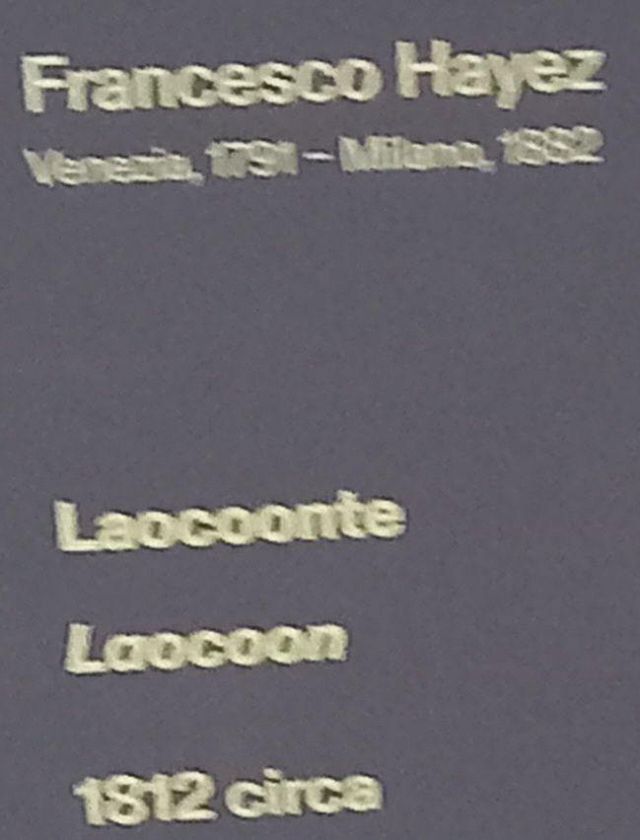 Francesco Hayez
Venezia, 1791 – Milano, 1882
Laocoonte
Laocoon
1812 circa